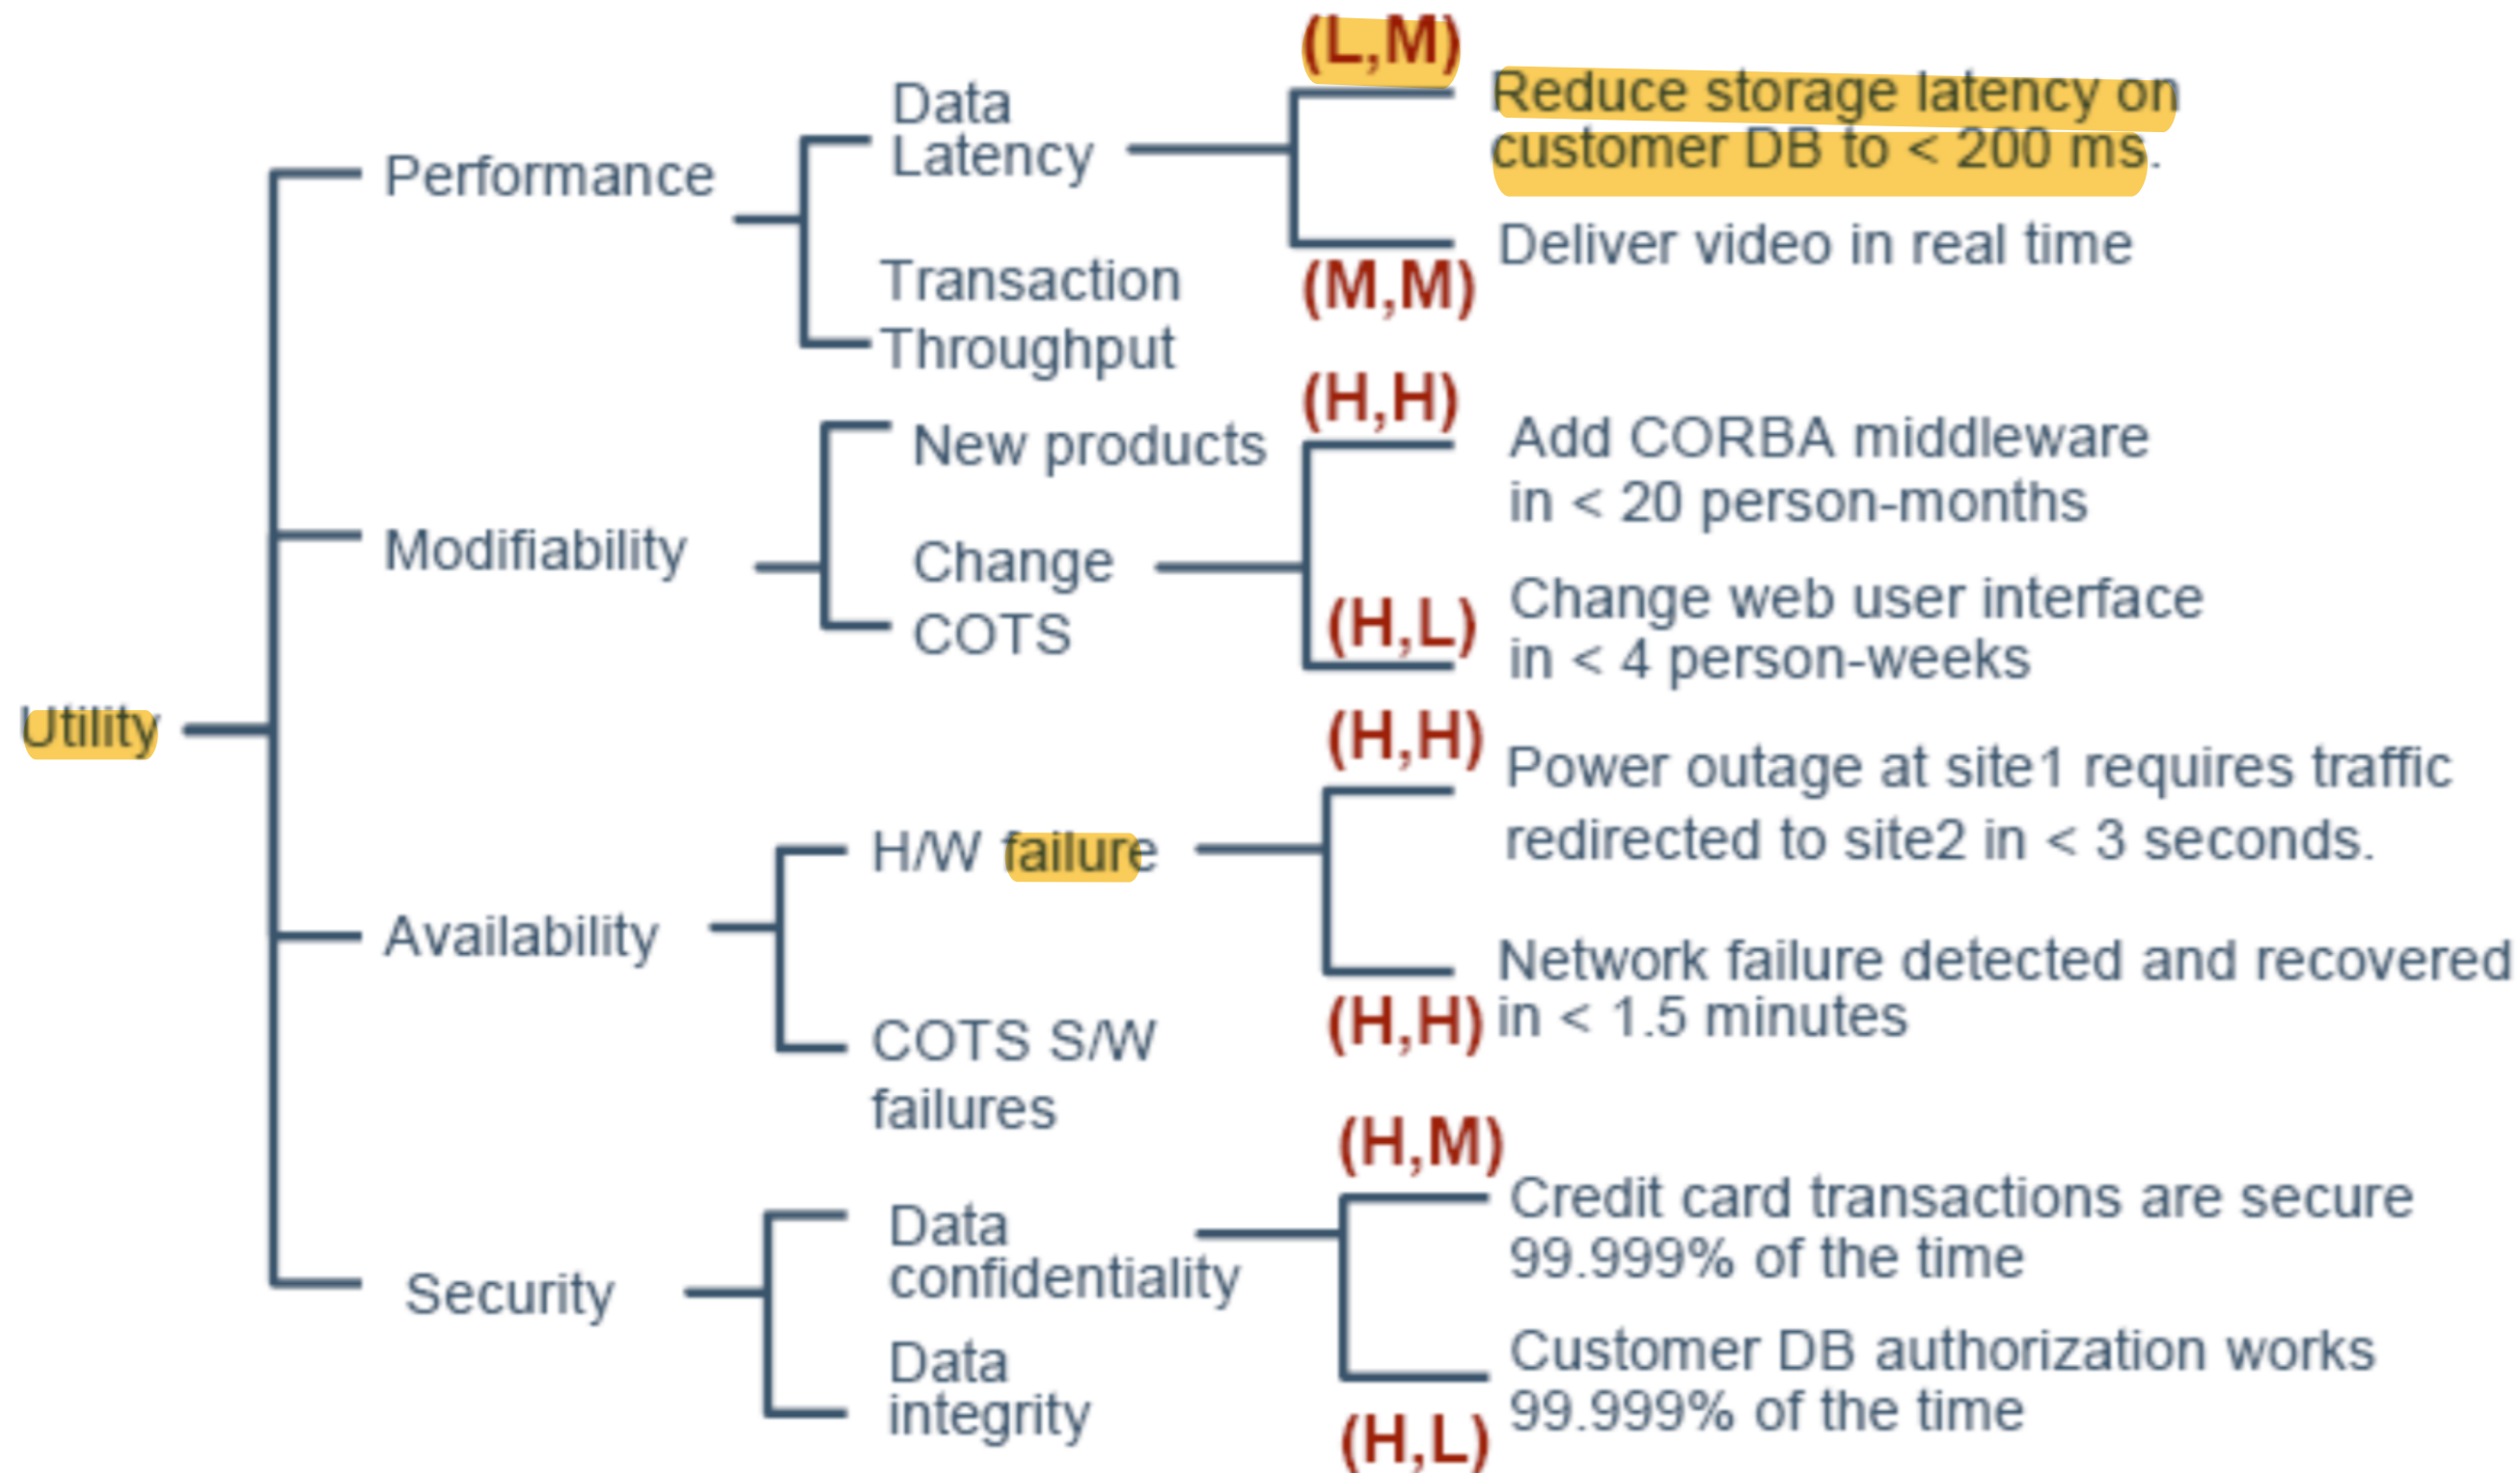 (L,M)
Data
Latency
Reduce storage latency on
customer DB to < 200 ms.
Performance
Deliver video in real time
(M,M)
Transaction
Throughput
(H,H)
New products
Add CORBA middleware
in < 20 person-months
Modifiability
Change
COTS
(H,L)
Change web user interface
in < 4 person-weeks
Utility
(H,H)
Power outage at site1 requires traffic
redirected to site2 in < 3 seconds.
H/W failure
Availability
Network failure detected and recovered
in < 1.5 minutes
(H,H)
COTS S/W
failures
(H,M)
Data
confidentiality
Credit card transactions are secure
99.999% of the time
Security
Data
integrity
Customer DB authorization works
99.999% of the time
(H,L)